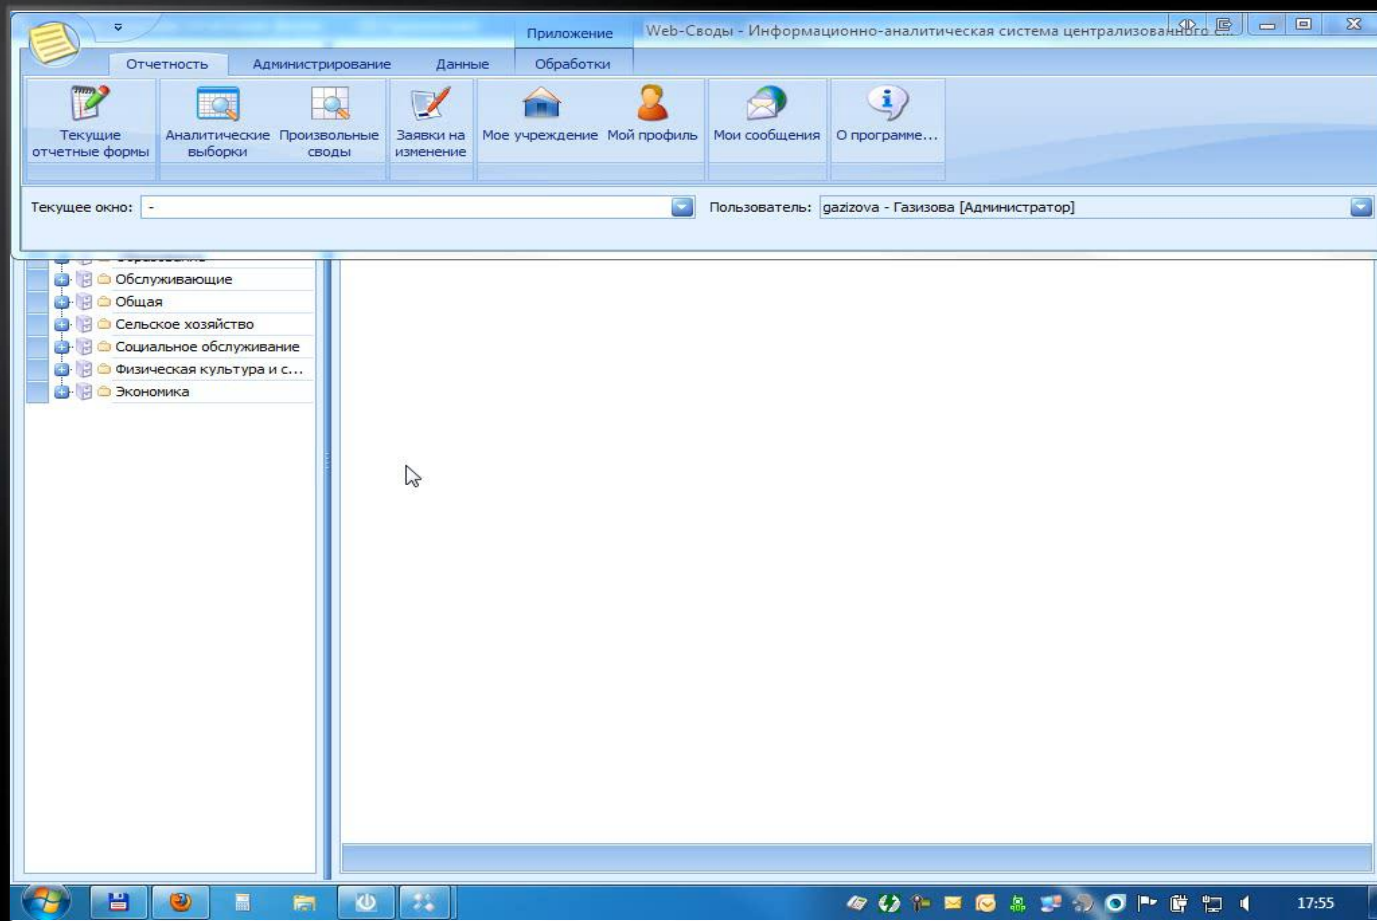 Приложение
Web-Своды - Информационно-аналитическая система централизованного с...
Отчетность Администрирование Данные Обработки
Текущие отчетные формы
Аналитические выборки
Произвольные своды
Заявки на изменение
Мое учреждение
Мой профиль
Мои сообщения
О программе...
Текущее окно: -
Пользователь: gazizova - Газизова [Администратор]
Обслуживающие
Общая
Сельское хозяйство
Социальное обслуживание
Физическая культура и с...
Экономика
17:55